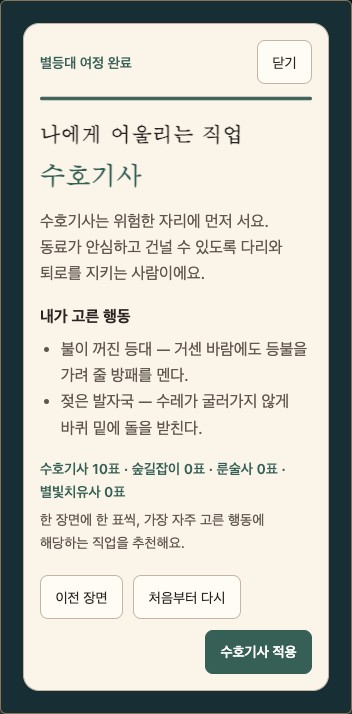 별등대 여정 완료
닫기
나에게 어울리는 직업
수호기사
수호기사는 위험한 자리에 먼저 서요.
동료가 안심하고 건널 수 있도록 다리와
퇴로를 지키는 사람이에요.
내가 고른 행동
• 불이 꺼진 등대 — 거센 바람에도 등불을
가려 줄 방패를 멘다.
• 젖은 발자국 — 수레가 굴러가지 않게
바퀴 밑에 돌을 받친다.
수호기사 10표 · 숲길잡이 0표 · 룬술사 0표 ·
별빛치유사 0표
한 장면에 한 표씩, 가장 자주 고른 행동에
해당하는 직업을 추천해요.
이전 장면
처음부터 다시
수호기사 적용